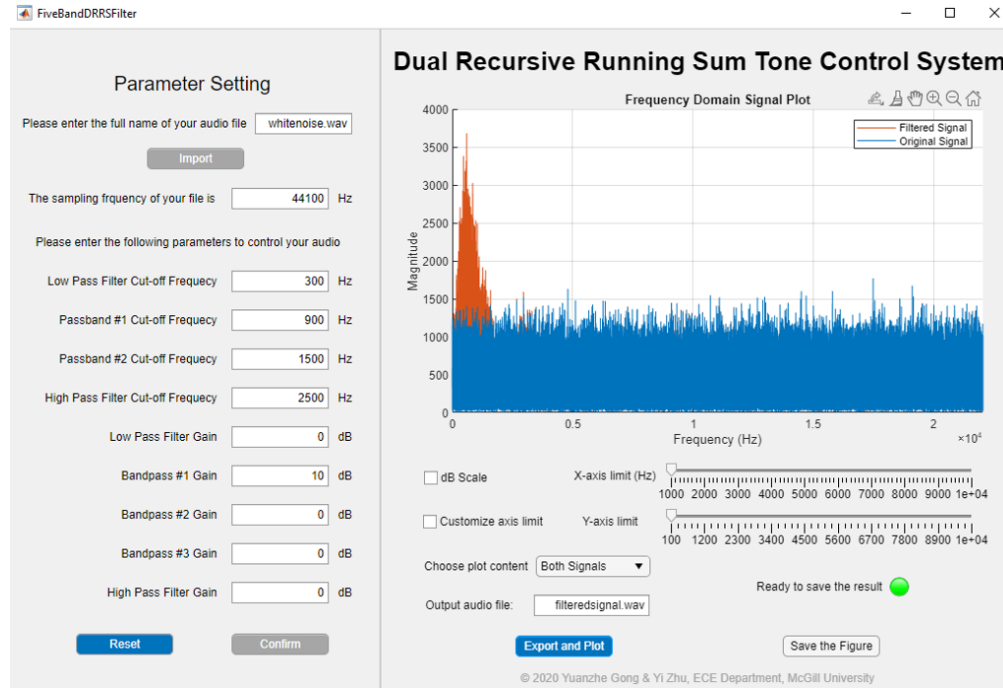 FiveBandDRRSFilter
Parameter Setting
Please enter the full name of your audio file whitenoise.wav
Import
The sampling frquency of your file is 44100 Hz
Please enter the following parameters to control your audio
Low Pass Filter Cut-off Frequecy 300 Hz
Passband #1 Cut-off Frequecy 900 Hz
Passband #2 Cut-off Frequecy 1500 Hz
High Pass Filter Cut-off Frequecy 2500 Hz
Low Pass Filter Gain 0 dB
Bandpass #1 Gain 10 dB
Bandpass #2 Gain 0 dB
Bandpass #3 Gain 0 dB
High Pass Filter Gain 0 dB
Reset Confirm
Dual Recursive Running Sum Tone Control System
Frequency Domain Signal Plot
Filtered Signal
Original Signal
Magnitude
4000
3500
3000
2500
2000
1500
1000
500
0
0 0.5 1 1.5 2
Frequency (Hz) ×10⁴
dB Scale X-axis limit (Hz)
1000 2000 3000 4000 5000 6000 7000 8000 9000 1e+04
Customize axis limit Y-axis limit
100 1200 2300 3400 4500 5600 6700 7800 8900 1e+04
Choose plot content Both Signals
Ready to save the result
Output audio file: filteredsignal.wav
Export and Plot Save the Figure
© 2020 Yuanzhe Gong & Yi Zhu, ECE Department, McGill University